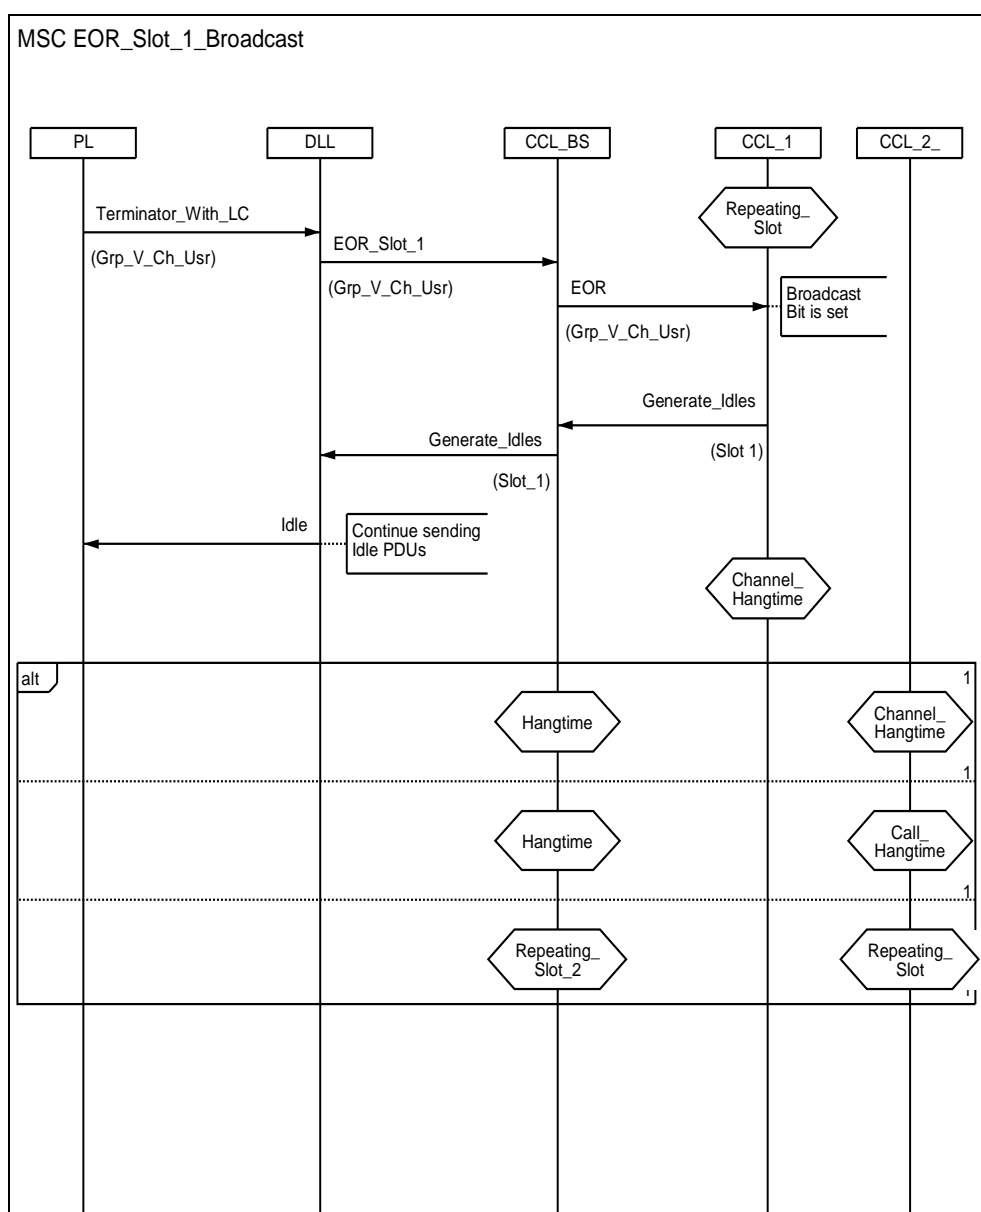 MSC EOR_Slot_1_Broadcast
PL
DLL
CCL_BS
CCL_1
CCL_2_
Repeating_
Slot
Terminator_With_LC
(Grp_V_Ch_Usr)
EOR_Slot_1
(Grp_V_Ch_Usr)
EOR
(Grp_V_Ch_Usr)
Broadcast
Bit is set
Generate_Idles
(Slot 1)
Generate_Idles
(Slot_1)
Idle
Continue sending
Idle PDUs
Channel_
Hangtime
alt
1
Hangtime
Channel_
Hangtime
1
Hangtime
Call_
Hangtime
1
Repeating_
Slot_2
Repeating_
Slot